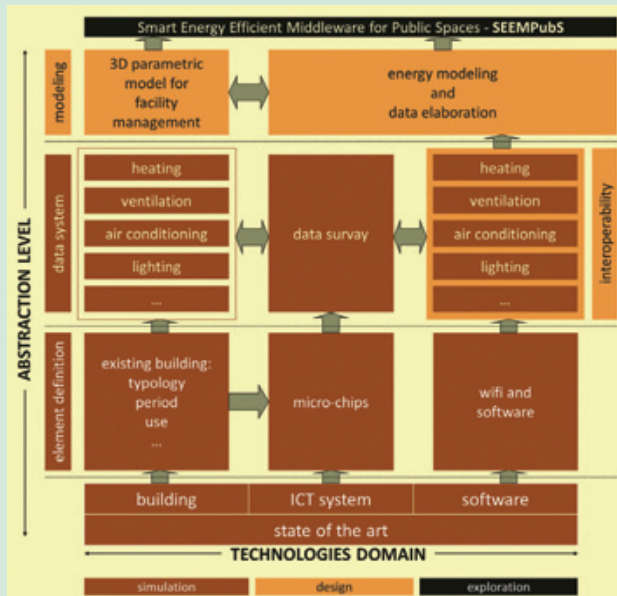 Smart Energy Efficient Middleware for Public Spaces - SEEMPubS
modeling
3D parametric
model for
facility
management
energy modeling
and
data elaboration
ABSTRACTION LEVEL
data system
heating
ventilation
air conditioning
lighting
...
data survay
heating
ventilation
air conditioning
lighting
...
interoperability
element definition
existing building:
typology
period
use
...
micro-chips
wifi and
software
building
ICT system
software
state of the art
TECHNOLOGIES DOMAIN
simulation
design
exploration